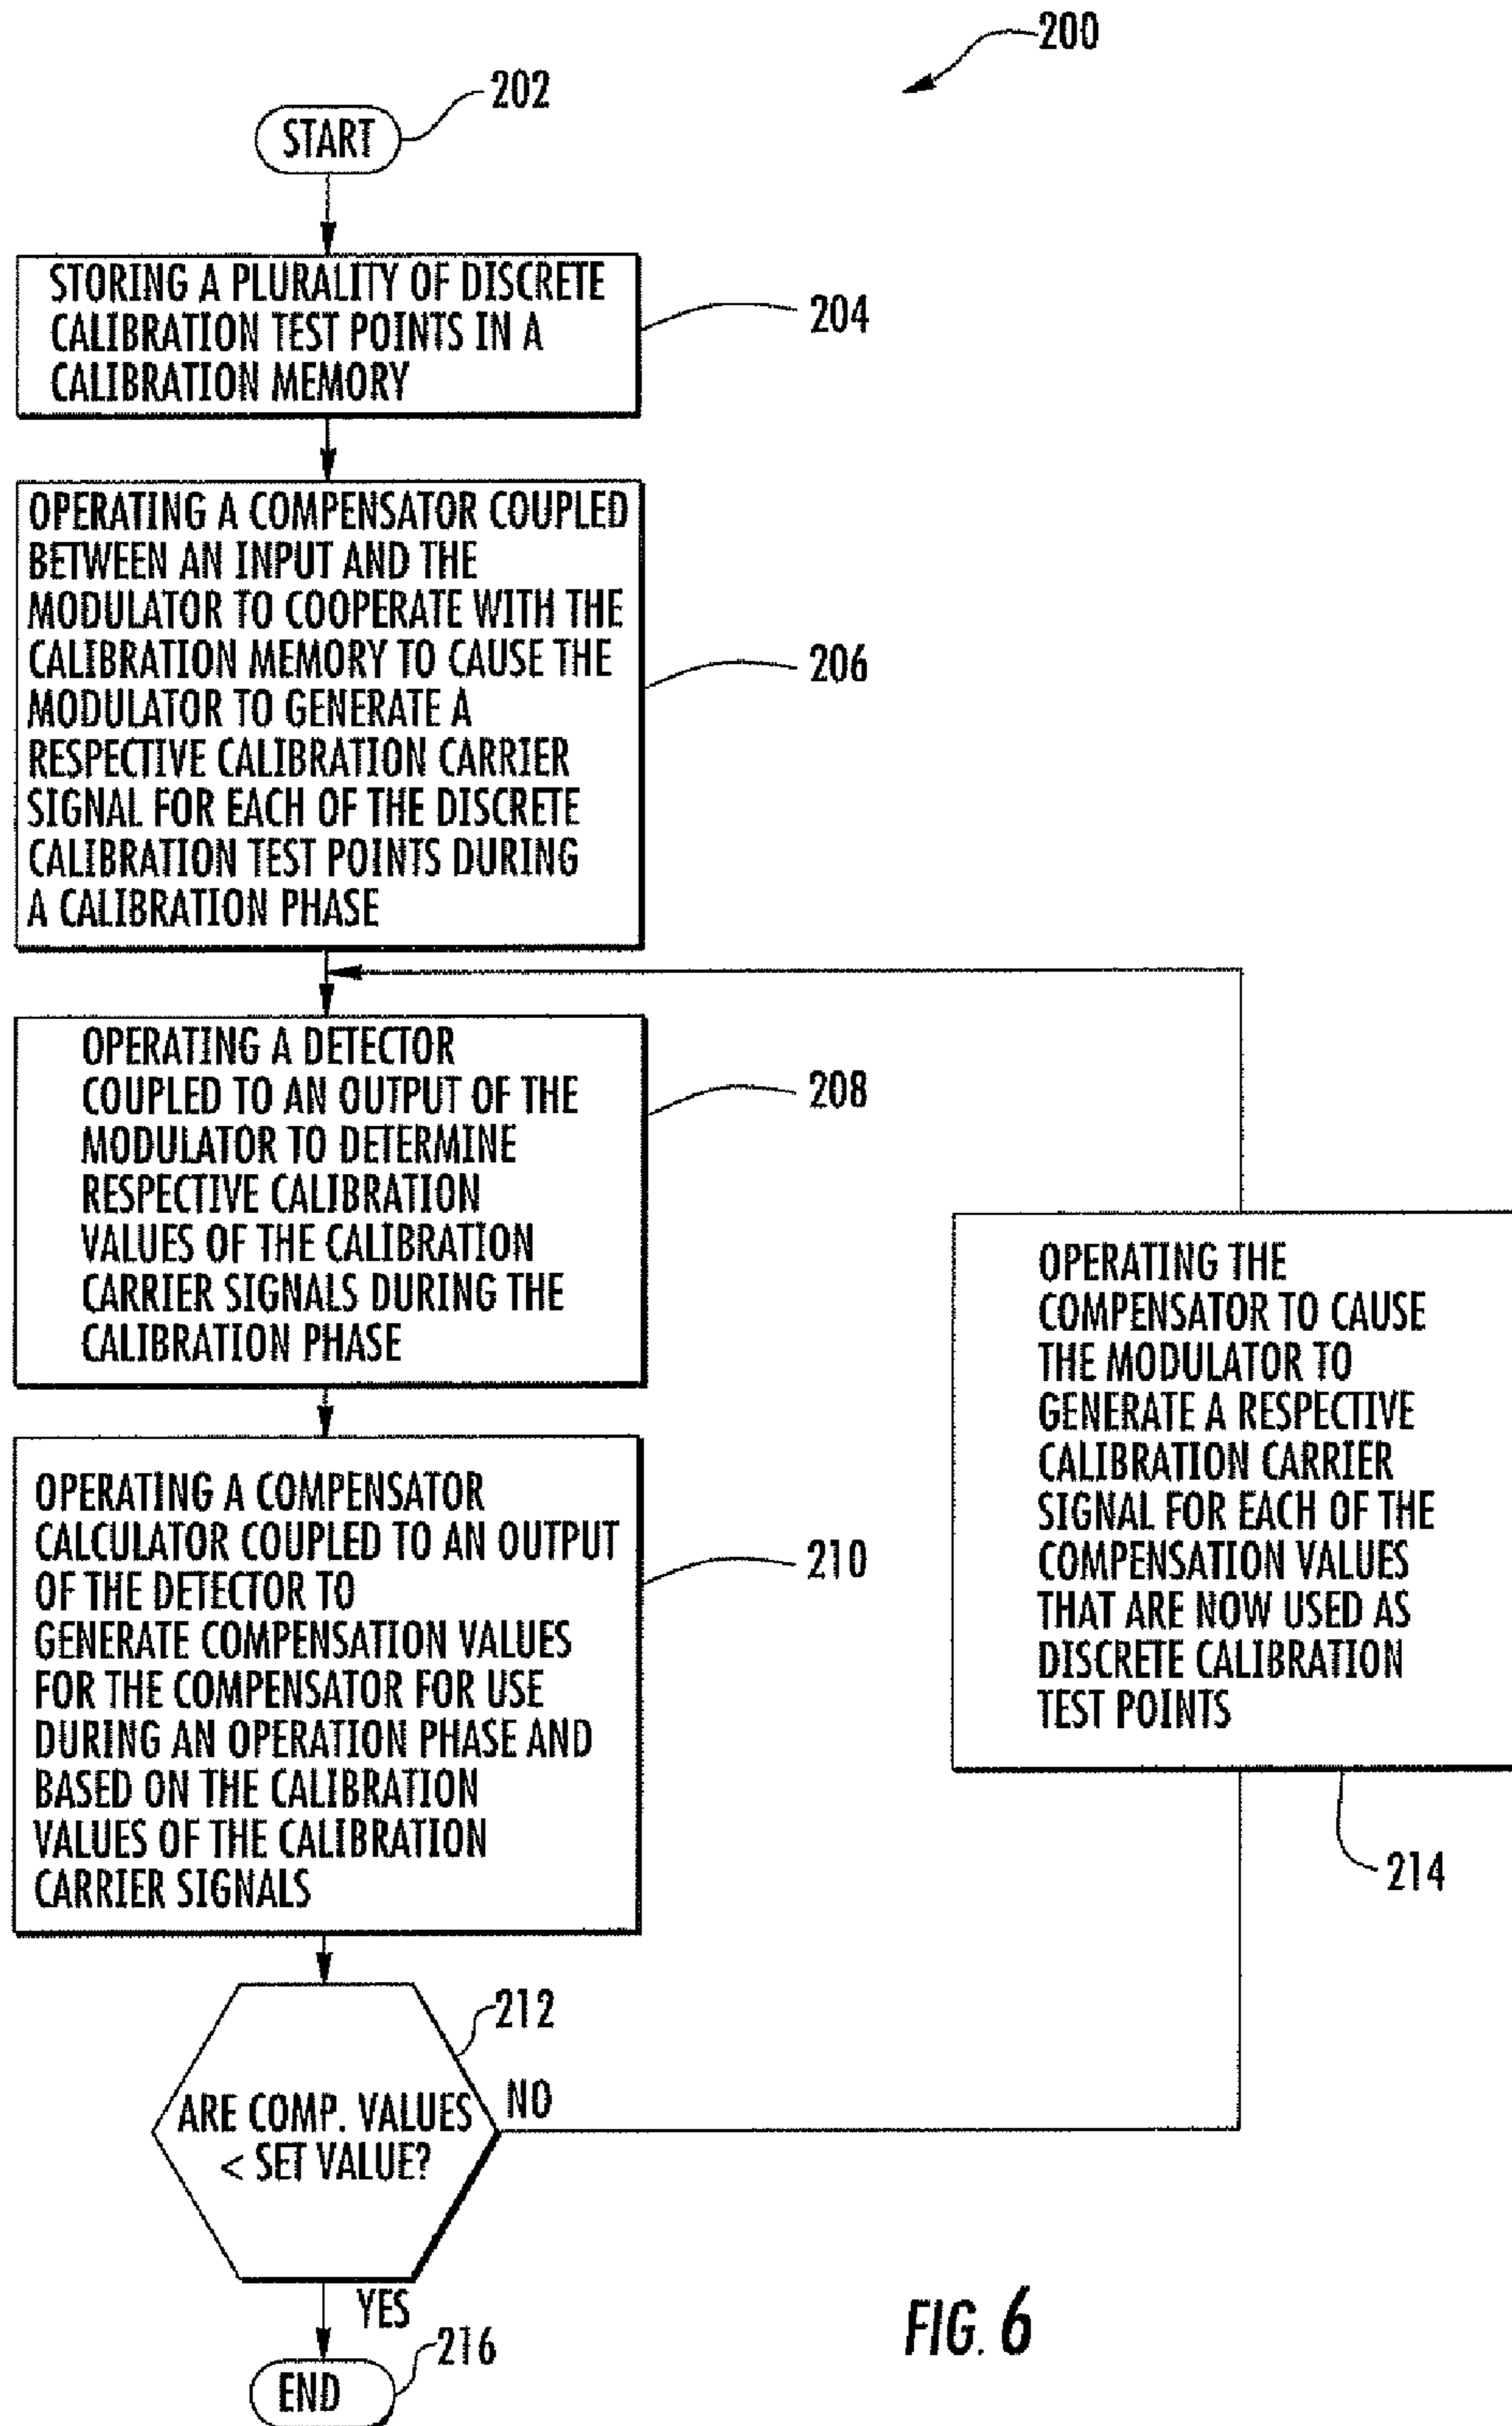 200
202
START
STORING A PLURALITY OF DISCRETE
CALIBRATION TEST POINTS IN A
CALIBRATION MEMORY
204
OPERATING A COMPENSATOR COUPLED
BETWEEN AN INPUT AND THE
MODULATOR TO COOPERATE WITH THE
CALIBRATION MEMORY TO CAUSE THE
MODULATOR TO GENERATE A
RESPECTIVE CALIBRATION CARRIER
SIGNAL FOR EACH OF THE DISCRETE
CALIBRATION TEST POINTS DURING
A CALIBRATION PHASE
206
OPERATING A DETECTOR
COUPLED TO AN OUTPUT OF THE
MODULATOR TO DETERMINE
RESPECTIVE CALIBRATION
VALUES OF THE CALIBRATION
CARRIER SIGNALS DURING THE
CALIBRATION PHASE
208
OPERATING A COMPENSATOR
CALCULATOR COUPLED TO AN OUTPUT
OF THE DETECTOR TO
GENERATE COMPENSATION VALUES
FOR THE COMPENSATOR FOR USE
DURING AN OPERATION PHASE AND
BASED ON THE CALIBRATION
VALUES OF THE CALIBRATION
CARRIER SIGNALS
210
OPERATING THE
COMPENSATOR TO CAUSE
THE MODULATOR TO
GENERATE A RESPECTIVE
CALIBRATION CARRIER
SIGNAL FOR EACH OF THE
COMPENSATION VALUES
THAT ARE NOW USED AS
DISCRETE CALIBRATION
TEST POINTS
214
212
ARE COMP. VALUES
< SET VALUE?
NO
YES
216
END
FIG. 6